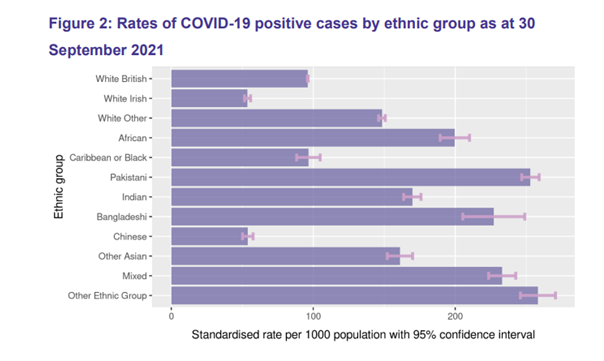 Figure 2: Rates of COVID-19 positive cases by ethnic group as at 30
September 2021
Ethnic group
White British
White Irish
White Other
African
Caribbean or Black
Pakistani
Indian
Bangladeshi
Chinese
Other Asian
Mixed
Other Ethnic Group
0 100 200
Standardised rate per 1000 population with 95% confidence interval